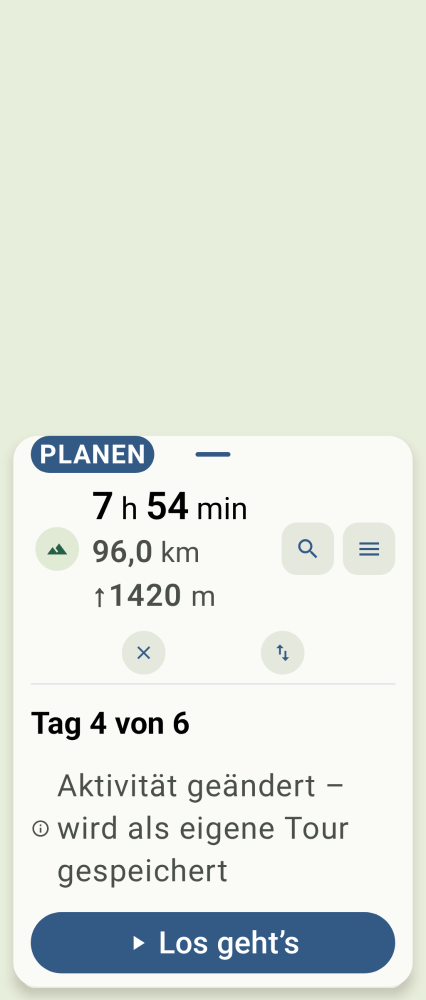 PLANEN
7 h 54 min
96,0 km
↑1420 m
Tag 4 von 6
Aktivität geändert –
wird als eigene Tour
gespeichert
Los geht’s